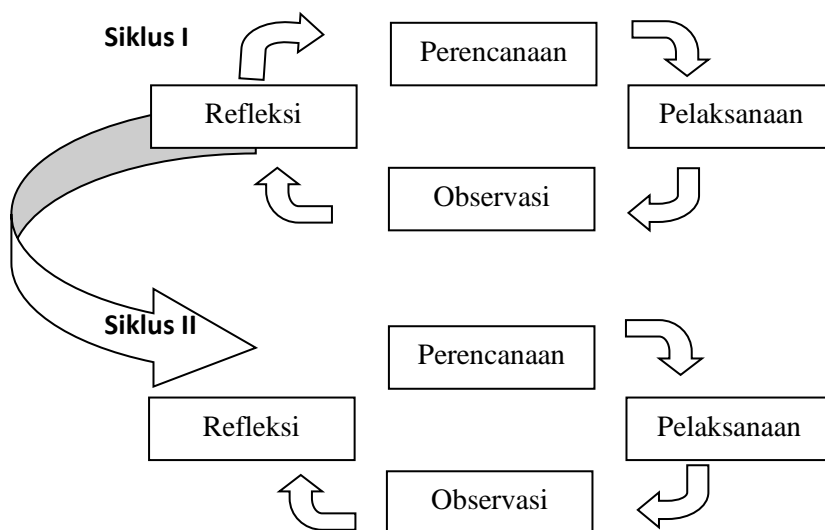 Siklus I
Perencanaan
Refleksi
Pelaksanaan
Observasi
Siklus II
Perencanaan
Refleksi
Pelaksanaan
Observasi